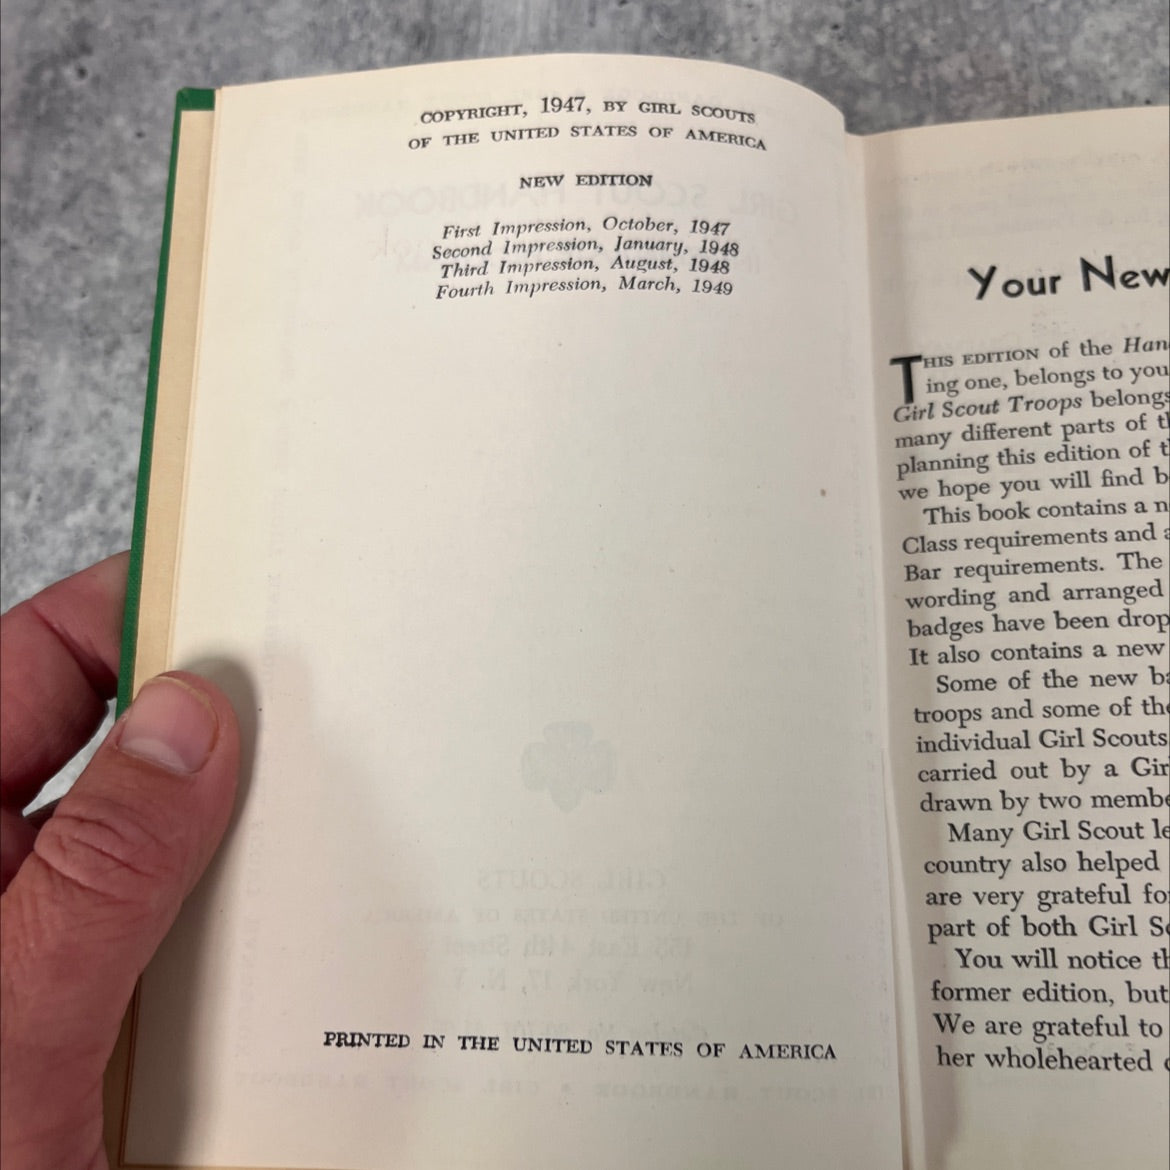 COPYRIGHT, 1947, BY GIRL SCOUTS
OF THE UNITED STATES OF AMERICA
NEW EDITION
First Impression, October, 1947
Second Impression, January, 1948
Third Impression, August, 1948
Fourth Impression, March, 1949
PRINTED IN THE UNITED STATES OF AMERICA
Your New
THIS EDITION of the Han
ing one, belongs to you
Girl Scout Troops belongs
many different parts of t
planning this edition of t
we hope you will find b
This book contains a n
Class requirements and a
Bar requirements. The
wording and arranged
badges have been drop
It also contains a new
Some of the new ba
troops and some of the
individual Girl Scouts
carried out by a Gir
drawn by two membe
Many Girl Scout le
country also helped
are very grateful fo
part of both Girl Sc
You will notice th
former edition, but
We are grateful to
her wholehearted